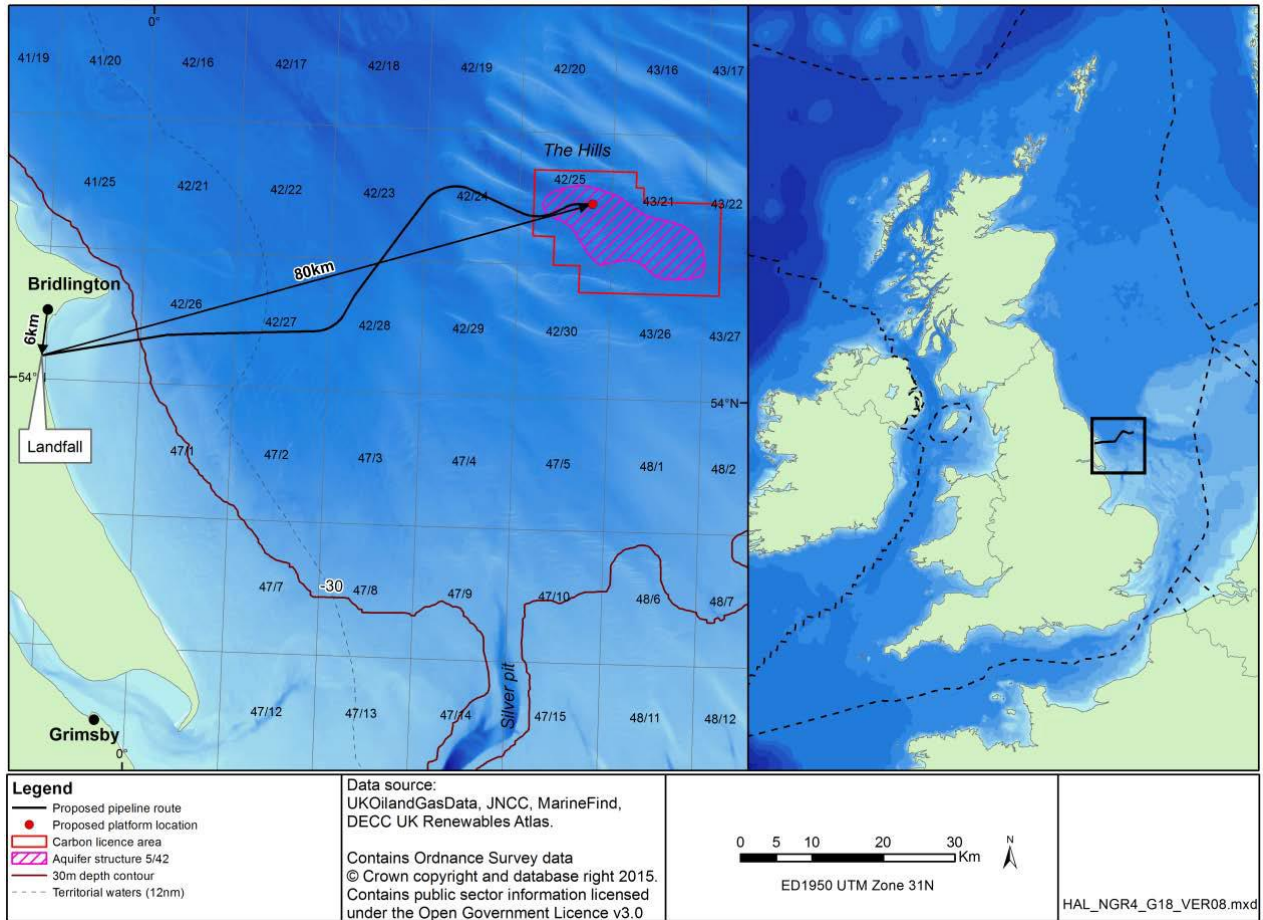 0°
41/19
41/20
42/16
42/17
42/18
42/19
42/20
43/16
43/17
The Hills
41/25
42/21
42/22
42/23
42/24
42/25
43/21
43/22
80km
Bridlington
6km
42/26
42/27
42/28
42/29
42/30
43/26
43/27
54°N
54°N
Landfall
47/1
47/2
47/3
47/4
47/5
48/1
48/2
-30
47/7
47/8
47/9
47/10
48/6
48/7
Silver pit
47/12
47/13
47/14
47/15
48/11
48/12
Grimsby
0°
Legend
Proposed pipeline route
Proposed platform location
Carbon licence area
Aquifer structure 5/42
30m depth contour
Territorial waters (12nm)
Data source:
UKOilandGasData, JNCC, MarineFind,
DECC UK Renewables Atlas.
Contains Ordnance Survey data
© Crown copyright and database right 2015.
Contains public sector information licensed
under the Open Government Licence v3.0
0 5 10 20 30
Km
N
ED1950 UTM Zone 31N
HAL_NGR4_G18_VER08.mxd